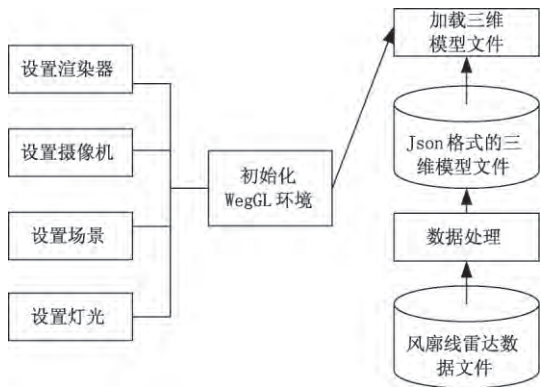 设置渲染器
设置摄像机
设置场景
设置灯光
初始化
WegGL 环境
加载三维
模型文件
Json 格式的三
维模型文件
数据处理
风廓线雷达数
据文件